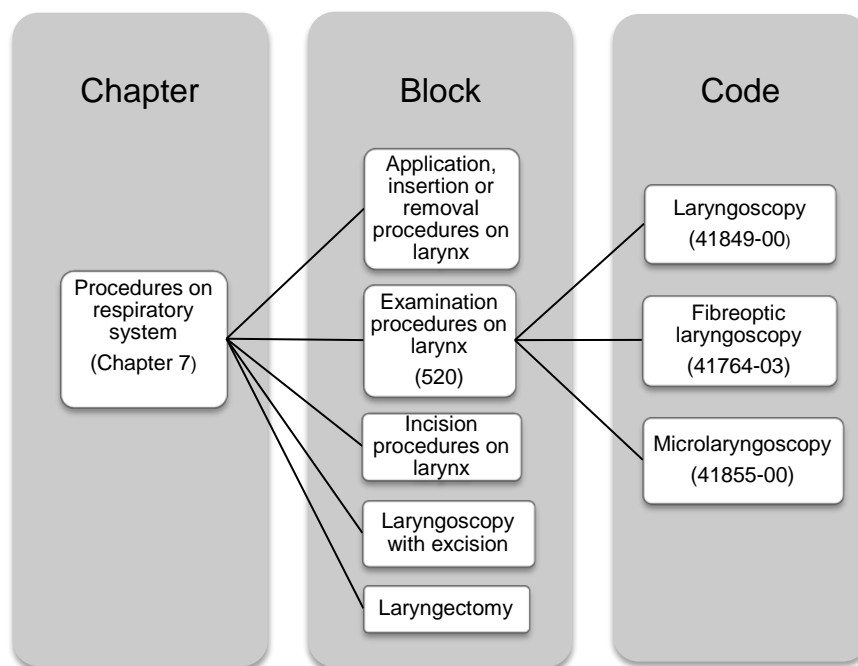 Chapter
Block
Code
Procedures on
respiratory
system
(Chapter 7)
Application,
insertion or
removal
procedures on
larynx
Examination
procedures on
larynx
(520)
Incision
procedures on
larynx
Laryngoscopy
with excision
Laryngectomy
Laryngoscopy
(41849-00)
Fibreoptic
laryngoscopy
(41764-03)
Microlaryngoscopy
(41855-00)